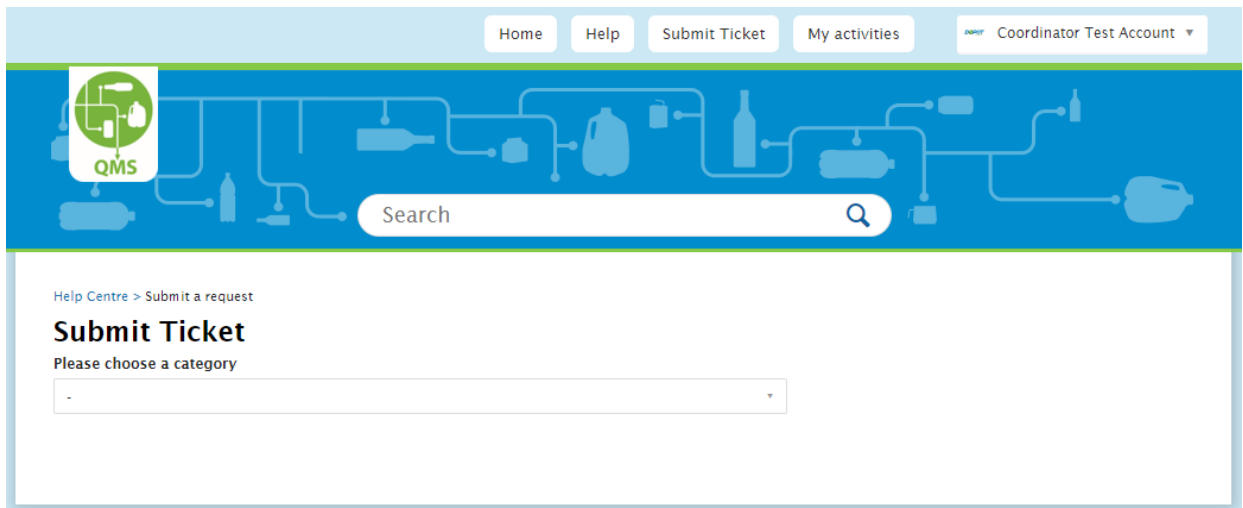 Home Help Submit Ticket My activities DEPOT Coordinator Test Account
QMS
Search
Help Centre > Submit a request
Submit Ticket
Please choose a category
-